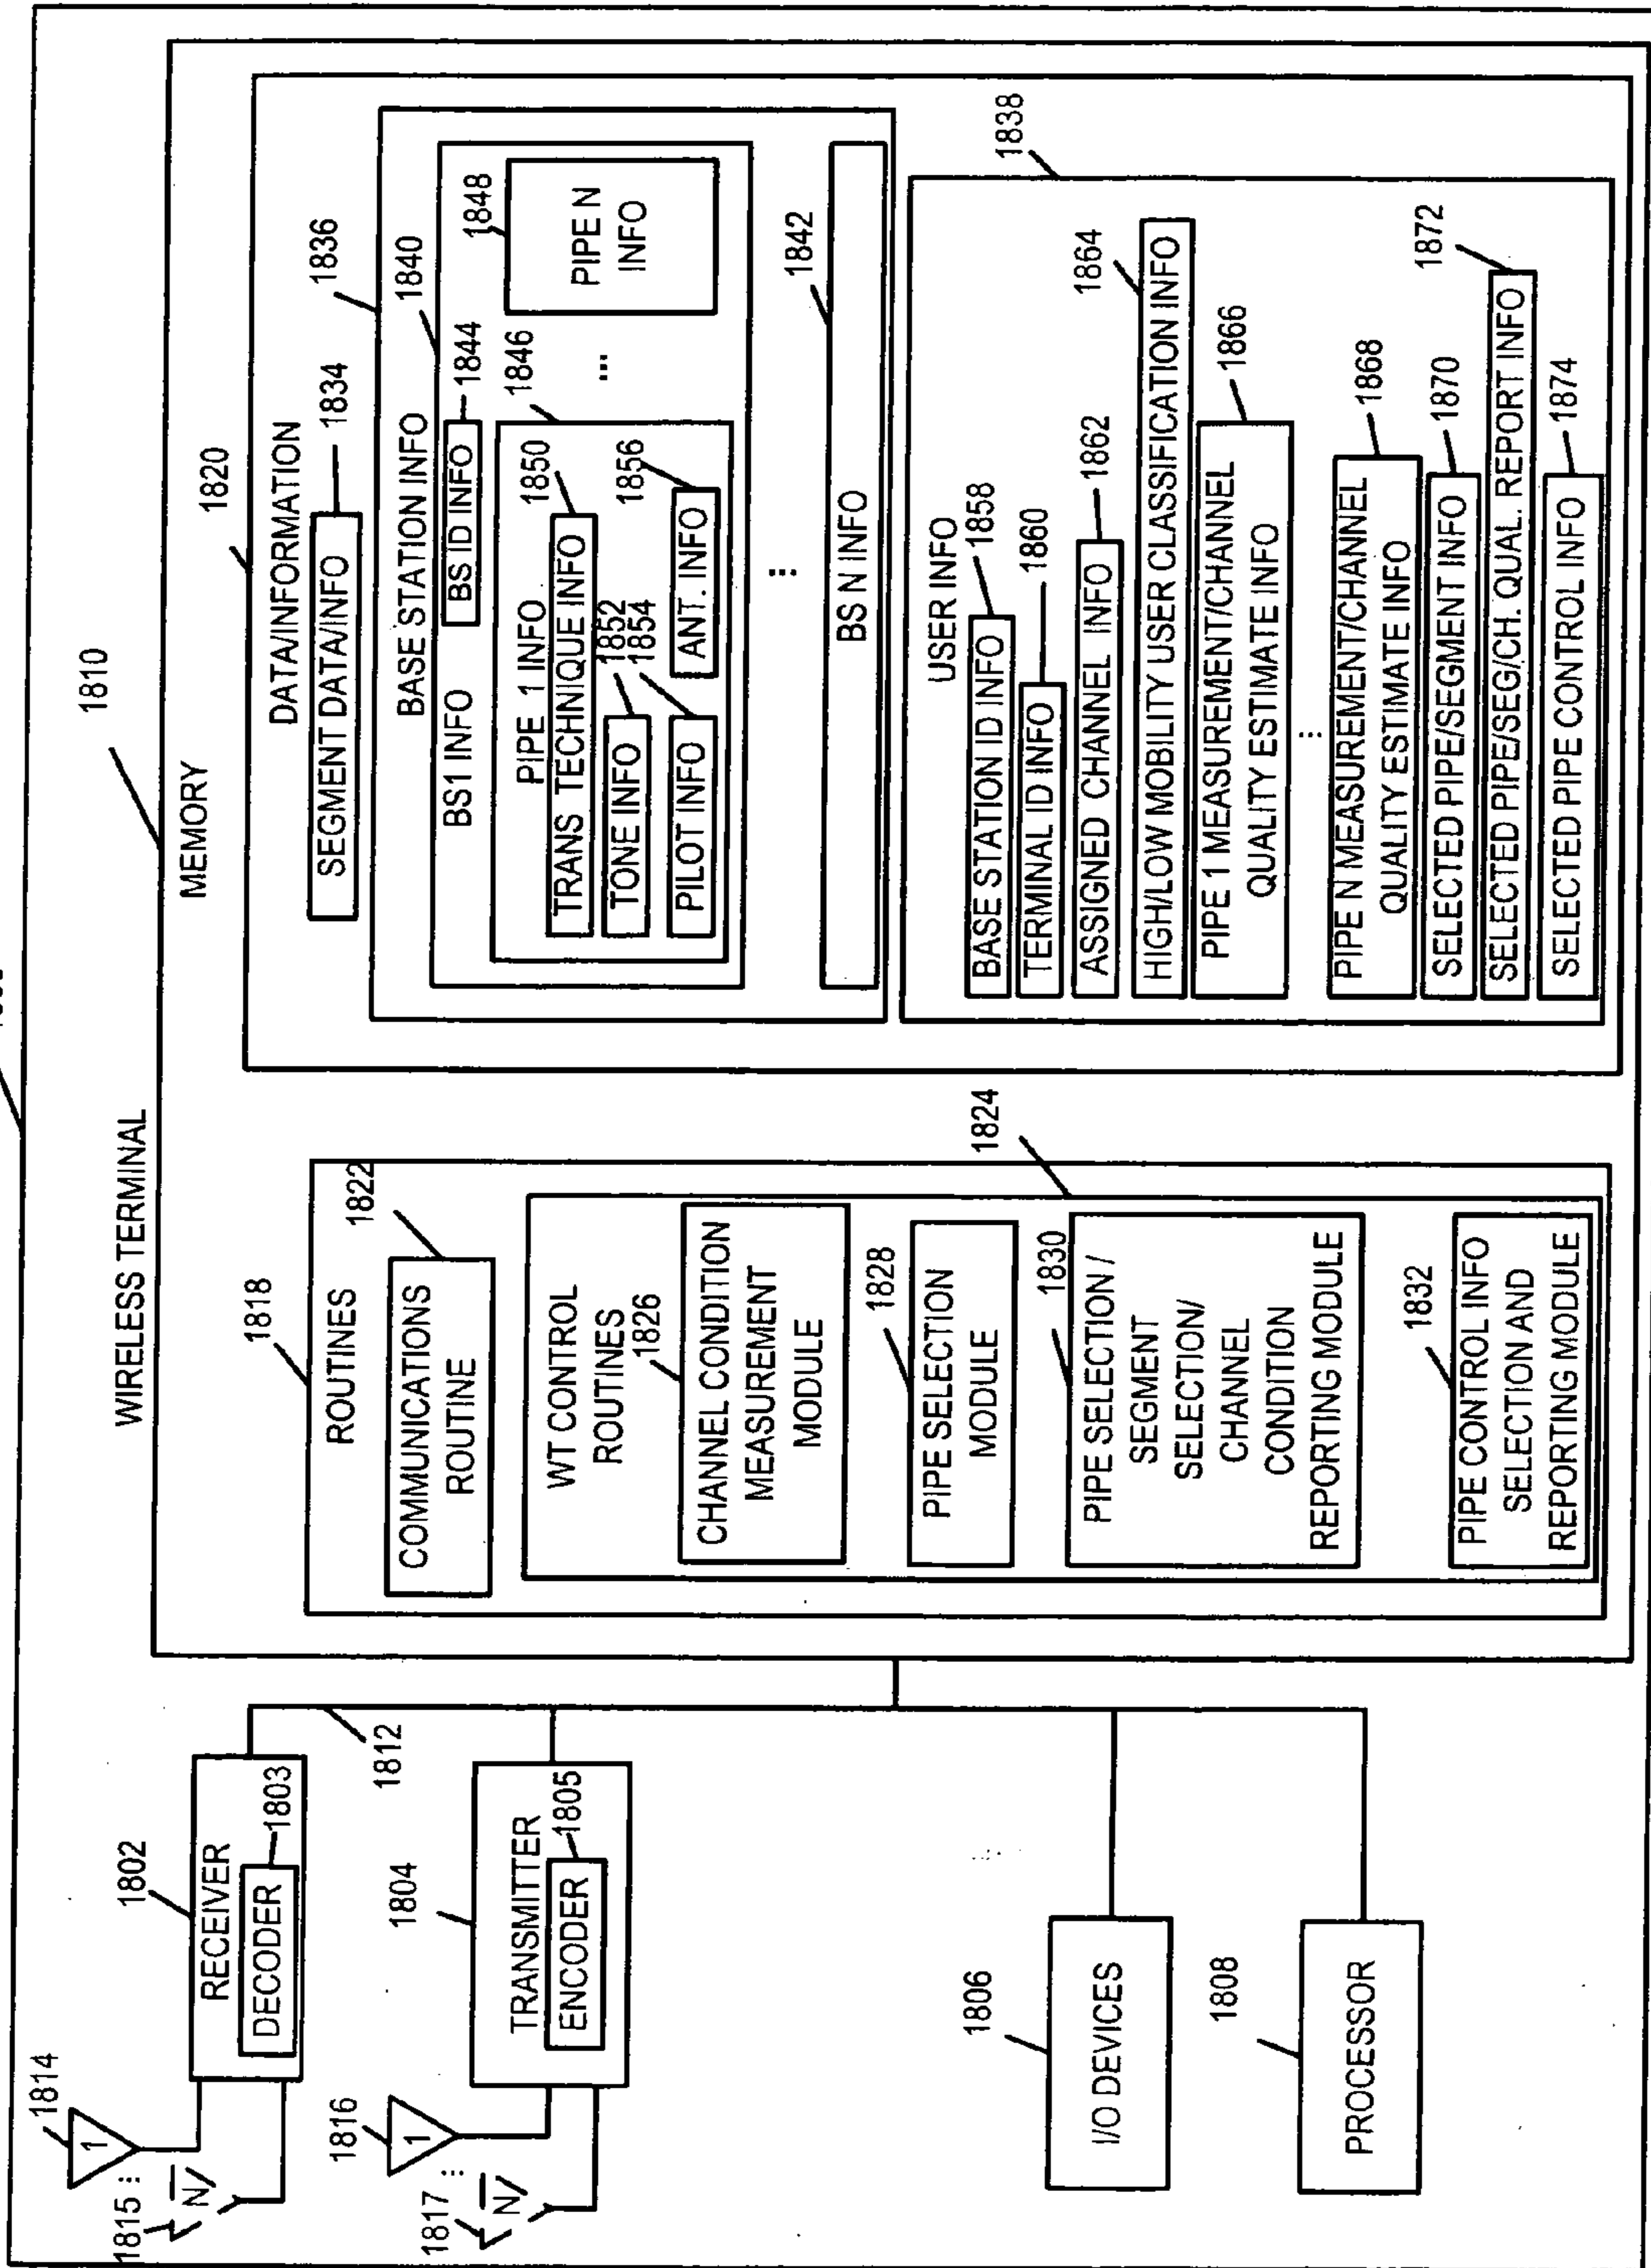 WIRELESS TERMINAL
1814
1
1815
N
1802
RECEIVER
DECODER
1803
1812
1816
1
1817
N
1804
TRANSMITTER
ENCODER
1805
1806
I/O DEVICES
1808
PROCESSOR
1810
MEMORY
1818
ROUTINES
1822
COMMUNICATIONS
ROUTINE
1824
WT CONTROL
ROUTINES
1826
CHANNEL CONDITION
MEASUREMENT
MODULE
1828
PIPE SELECTION
MODULE
1830
PIPE SELECTION /
SEGMENT
SELECTION/
CHANNEL
CONDITION
REPORTING MODULE
1832
PIPE CONTROL INFO
SELECTION AND
REPORTING MODULE
1820
DATA/INFORMATION
SEGMENT DATA/INFO
1834
1836
BASE STATION INFO
1840
BS1 INFO
BS ID INFO
1844
1846
PIPE 1 INFO
1850
TRANS TECHNIQUE INFO
1852
TONE INFO
1854
PILOT INFO
1856
ANT. INFO
...
1848
PIPE N
INFO
1842
BS N INFO
1838
USER INFO
BASE STATION ID INFO
1858
TERMINAL ID INFO
1860
ASSIGNED CHANNEL INFO
1862
1864
HIGH/LOW MOBILITY USER CLASSIFICATION INFO
PIPE 1 MEASUREMENT/CHANNEL
QUALITY ESTIMATE INFO
1866
PIPE N MEASUREMENT/CHANNEL
QUALITY ESTIMATE INFO
1868
SELECTED PIPE/SEGMENT INFO
1870
1872
SELECTED PIPE/SEG/CH. QUAL. REPORT INFO
SELECTED PIPE CONTROL INFO
1874